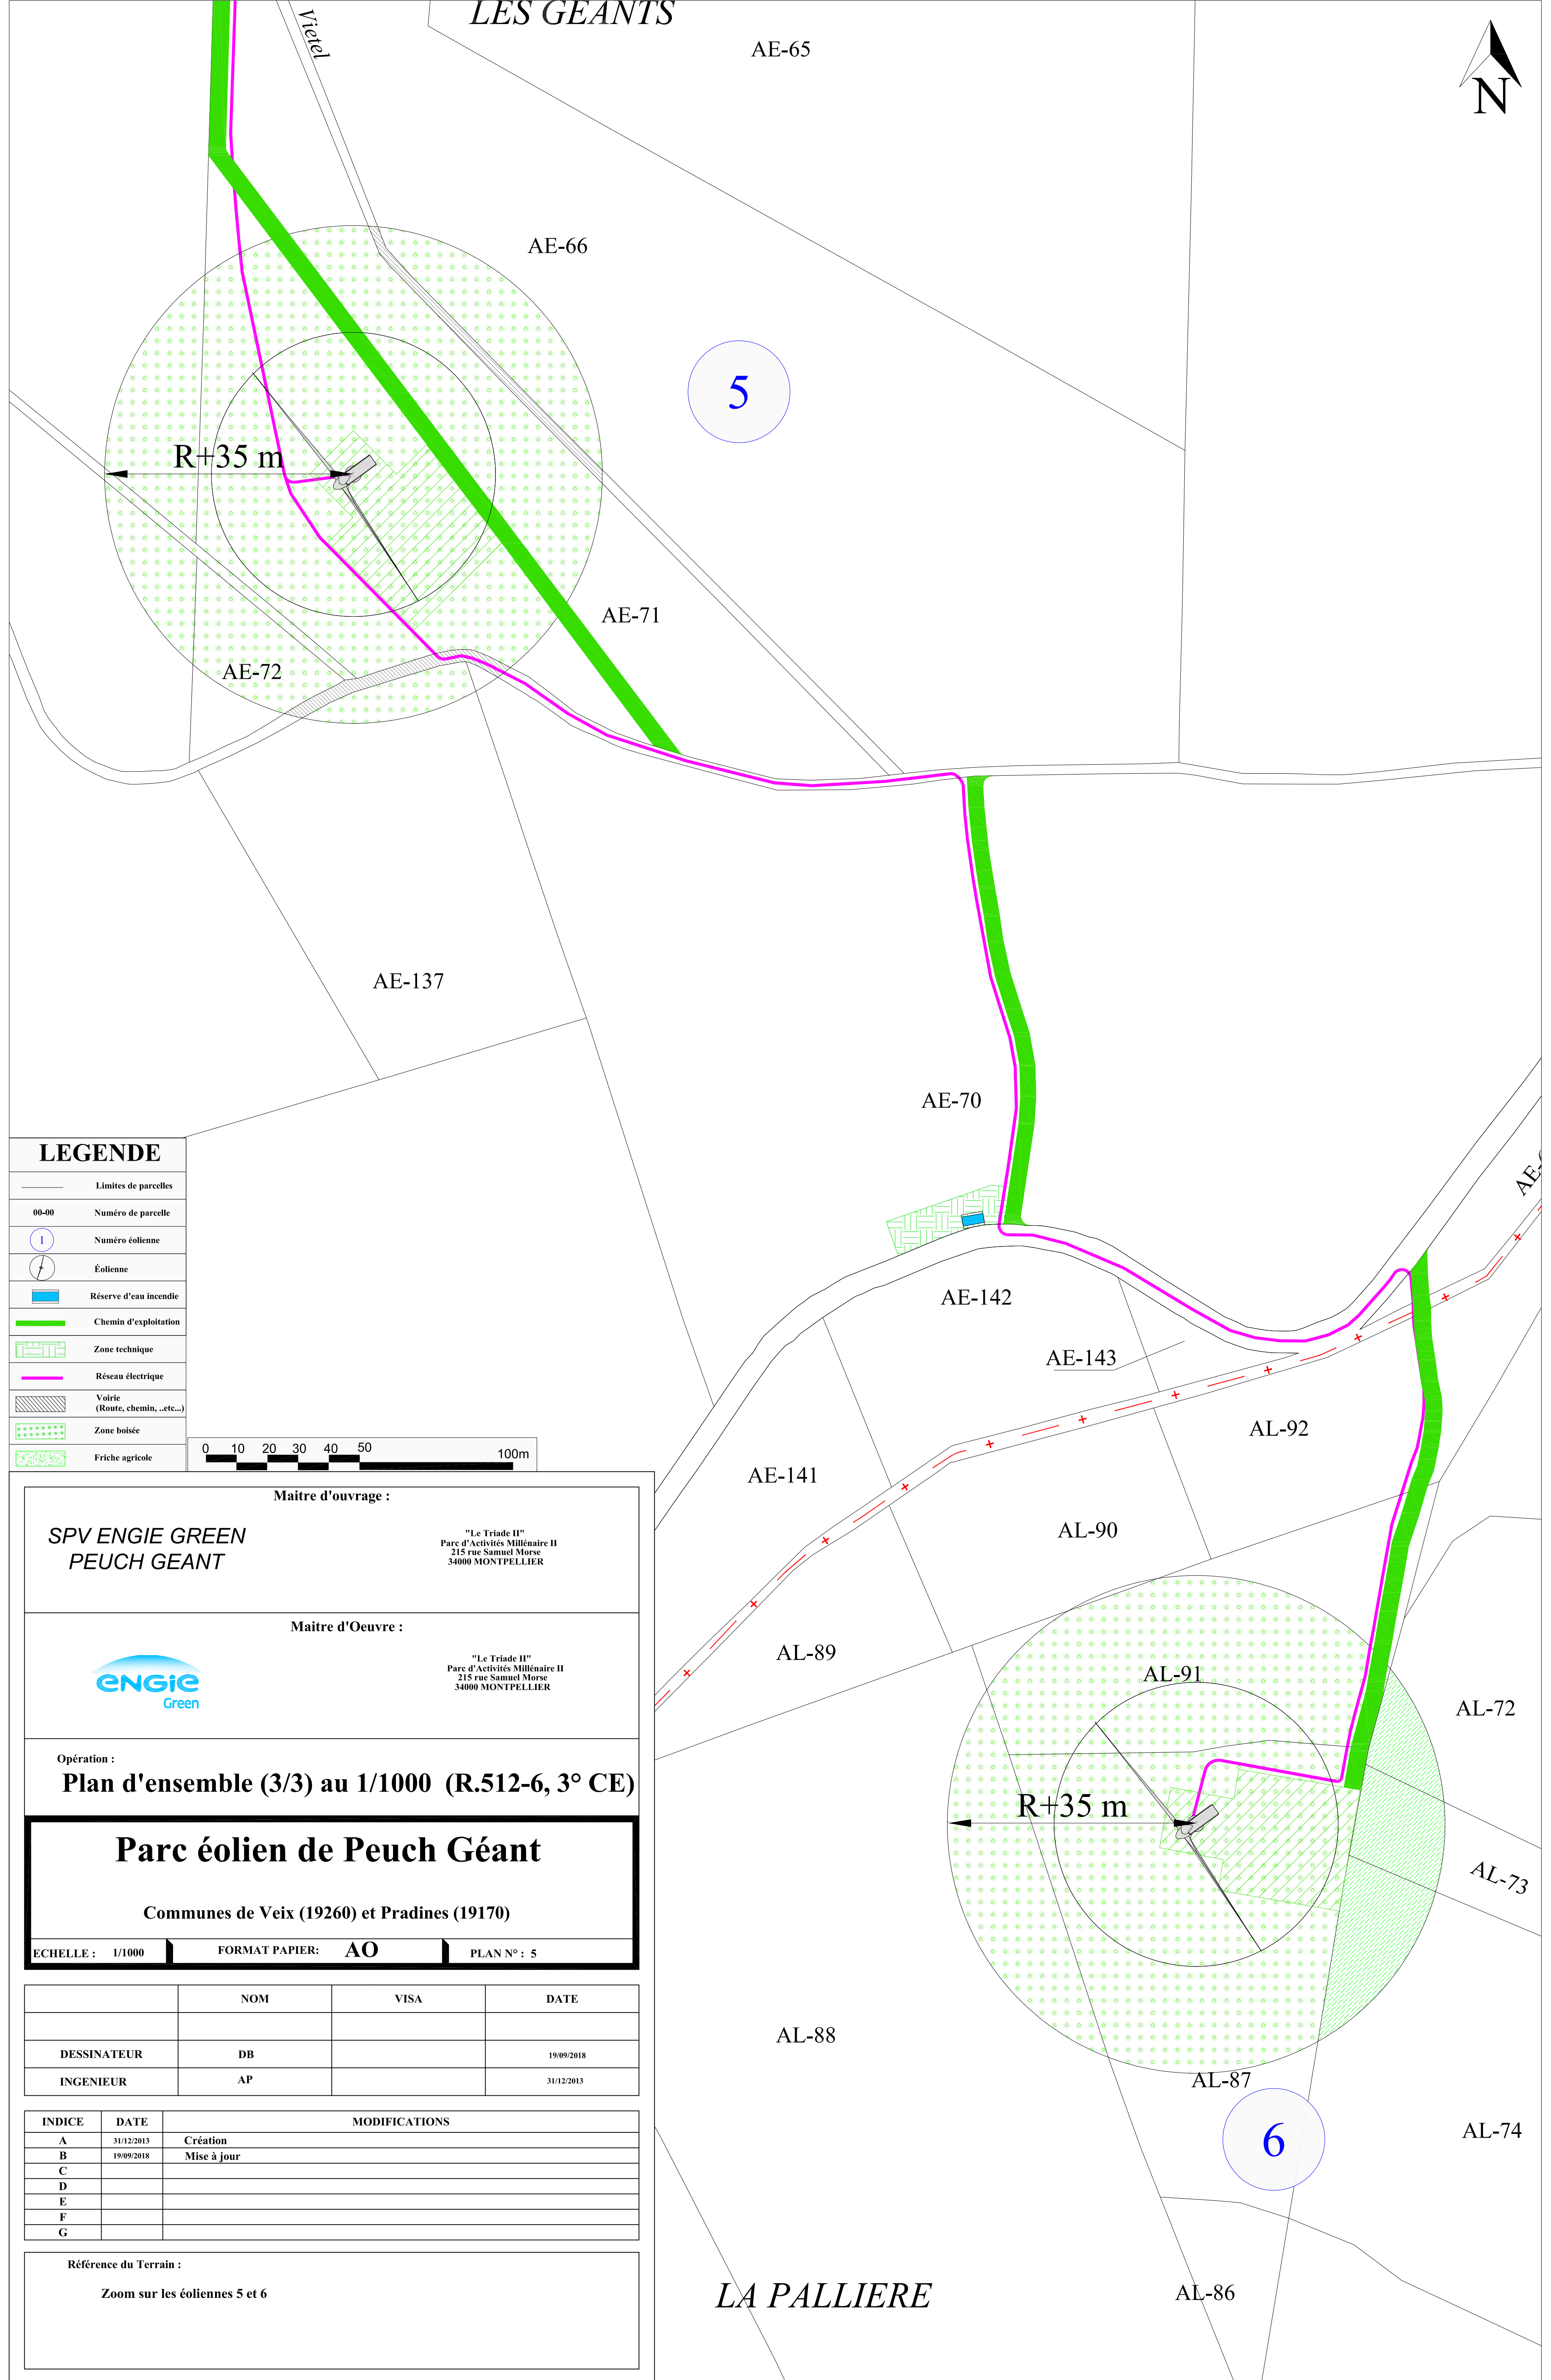 LES GEANTS
Vietel
AE-65
N
AE-66
5
R+35 m
AE-71
AE-72
AE-137
AE-70
AE-142
AE-143
AL-92
AE-141
AL-90
AL-89
AL-91
AL-72
R+35 m
AL-73
AL-88
AL-87
6
AL-74
LA PALLIERE
AL-86
LEGENDE
Limites de parcelles
00-00 Numéro de parcelle
1 Numéro éolienne
Éolienne
Réserve d'eau incendie
Chemin d'exploitation
Zone technique
Réseau électrique
Voirie
(Route, chemin, ..etc...)
Zone boisée
Friche agricole
0 10 20 30 40 50 100m
Maitre d'ouvrage :
SPV ENGIE GREEN
PEUCH GEANT
"Le Triade II"
Parc d'Activités Millénaire II
215 rue Samuel Morse
34000 MONTPELLIER
Maitre d'Oeuvre :
ENGIE
Green
"Le Triade II"
Parc d'Activités Millénaire II
215 rue Samuel Morse
34000 MONTPELLIER
Opération :
Plan d'ensemble (3/3) au 1/1000 (R.512-6, 3° CE)
Parc éolien de Peuch Géant
Communes de Veix (19260) et Pradines (19170)
ECHELLE : 1/1000 FORMAT PAPIER: AO PLAN N° : 5
NOM VISA DATE
DESSINATEUR DB 19/09/2018
INGENIEUR AP 31/12/2013
INDICE DATE MODIFICATIONS
A 31/12/2013 Création
B 19/09/2018 Mise à jour
C
D
E
F
G
Référence du Terrain :
Zoom sur les éoliennes 5 et 6